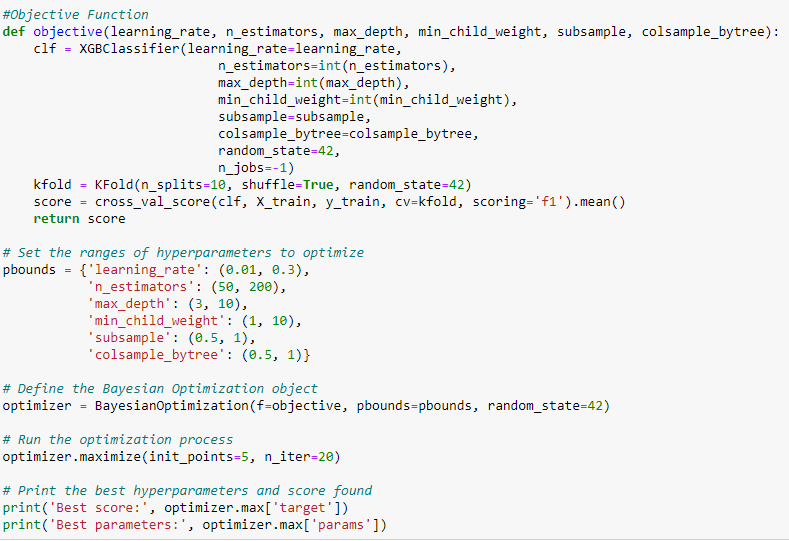 #Objective Function
def objective(learning_rate, n_estimators, max_depth, min_child_weight, subsample, colsample_bytree):
    clf = XGBClassifier(learning_rate=learning_rate,
                        n_estimators=int(n_estimators),
                        max_depth=int(max_depth),
                        min_child_weight=int(min_child_weight),
                        subsample=subsample,
                        colsample_bytree=colsample_bytree,
                        random_state=42,
                        n_jobs=-1)
    kfold = KFold(n_splits=10, shuffle=True, random_state=42)
    score = cross_val_score(clf, X_train, y_train, cv=kfold, scoring='f1').mean()
    return score
# Set the ranges of hyperparameters to optimize
pbounds = {'learning_rate': (0.01, 0.3),
           'n_estimators': (50, 200),
           'max_depth': (3, 10),
           'min_child_weight': (1, 10),
           'subsample': (0.5, 1),
           'colsample_bytree': (0.5, 1)}
# Define the Bayesian Optimization object
optimizer = BayesianOptimization(f=objective, pbounds=pbounds, random_state=42)
# Run the optimization process
optimizer.maximize(init_points=5, n_iter=20)
# Print the best hyperparameters and score found
print('Best score:', optimizer.max['target'])
print('Best parameters:', optimizer.max['params'])